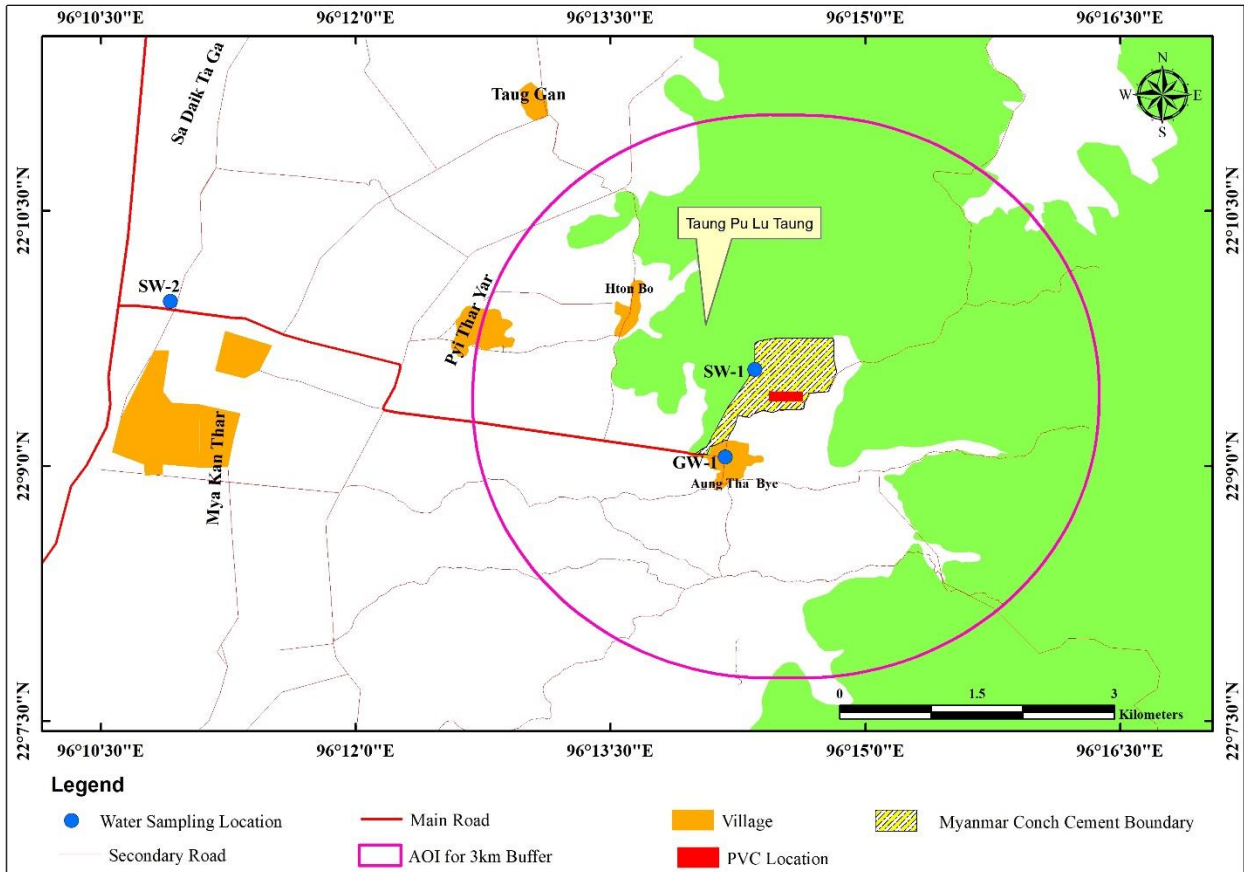 96°10'30"E 96°12'0"E 96°13'30"E 96°15'0"E 96°16'30"E
Sa Daik Ta Ga
Taug Gan
N
W E
S
22°10'30"N 22°10'30"N
Taung Pu Lu Taung
SW-2
Hton Bo
Pyi Thar Yar
SW-1
Mya Kan Thar
GW-1
22°9'0"N 22°9'0"N
Aung Tha Bye
0 1.5 3
Kilometers
22°7'30"N 22°7'30"N
96°10'30"E 96°12'0"E 96°13'30"E 96°15'0"E 96°16'30"E
Legend
Water Sampling Location
Main Road
Village
Myanmar Conch Cement Boundary
Secondary Road
AOI for 3km Buffer
PVC Location